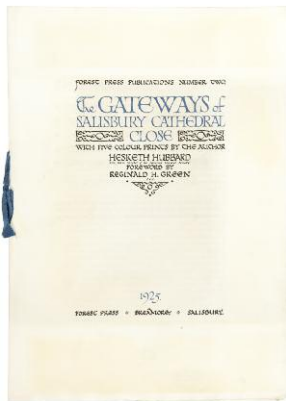 FOREST PRESS PUBLICATIONS NUMBER TWO
The GATEWAYS of
SALISBURY CATHEDRAL
CLOSE
WITH FIVE COLOUR PRINTS BY THE AUTHOR
HESKETH HUBBARD
FOREWORD BY
REGINALD H. GREEN
1925
FOREST PRESS • BREAMORE • SALISBURY